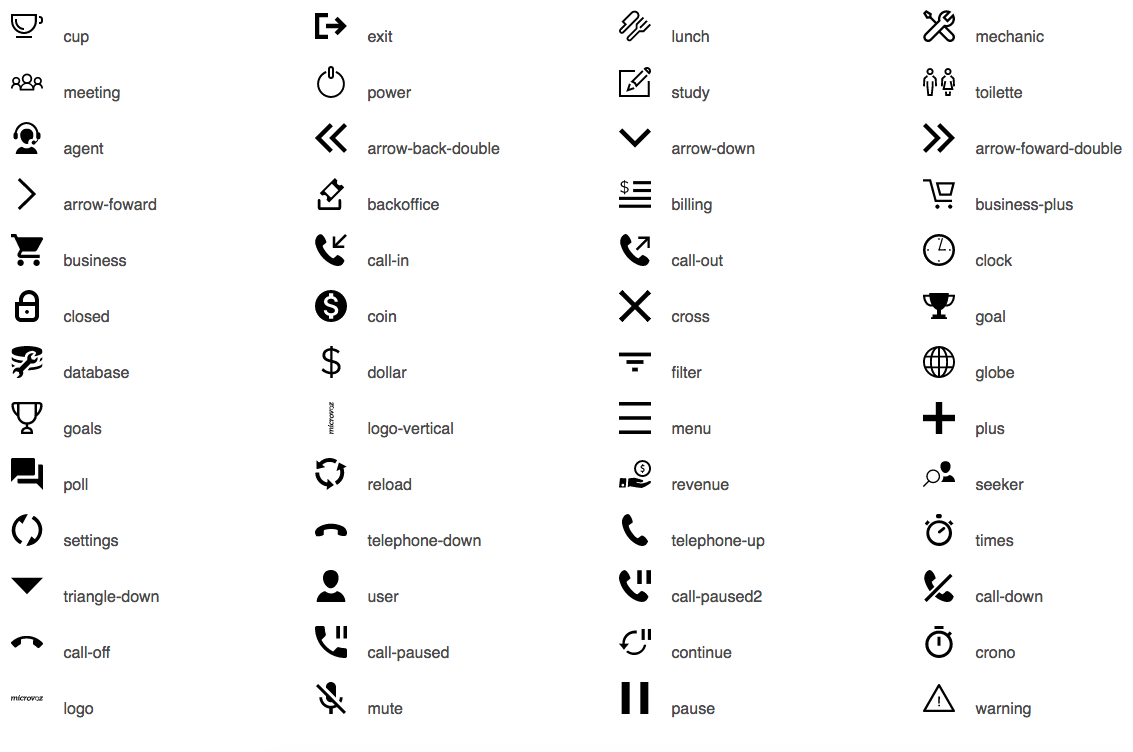 cup exit lunch mechanic
meeting power study toilette
agent arrow-back-double arrow-down arrow-foward-double
arrow-foward backoffice $ billing business-plus
business call-in call-out clock
closed $ coin cross goal
database $ dollar filter globe
goals microvoz logo-vertical menu plus
poll reload $ revenue seeker
settings telephone-down telephone-up times
triangle-down user call-paused2 call-down
call-off call-paused continue crono
microvoz logo mute pause ! warning